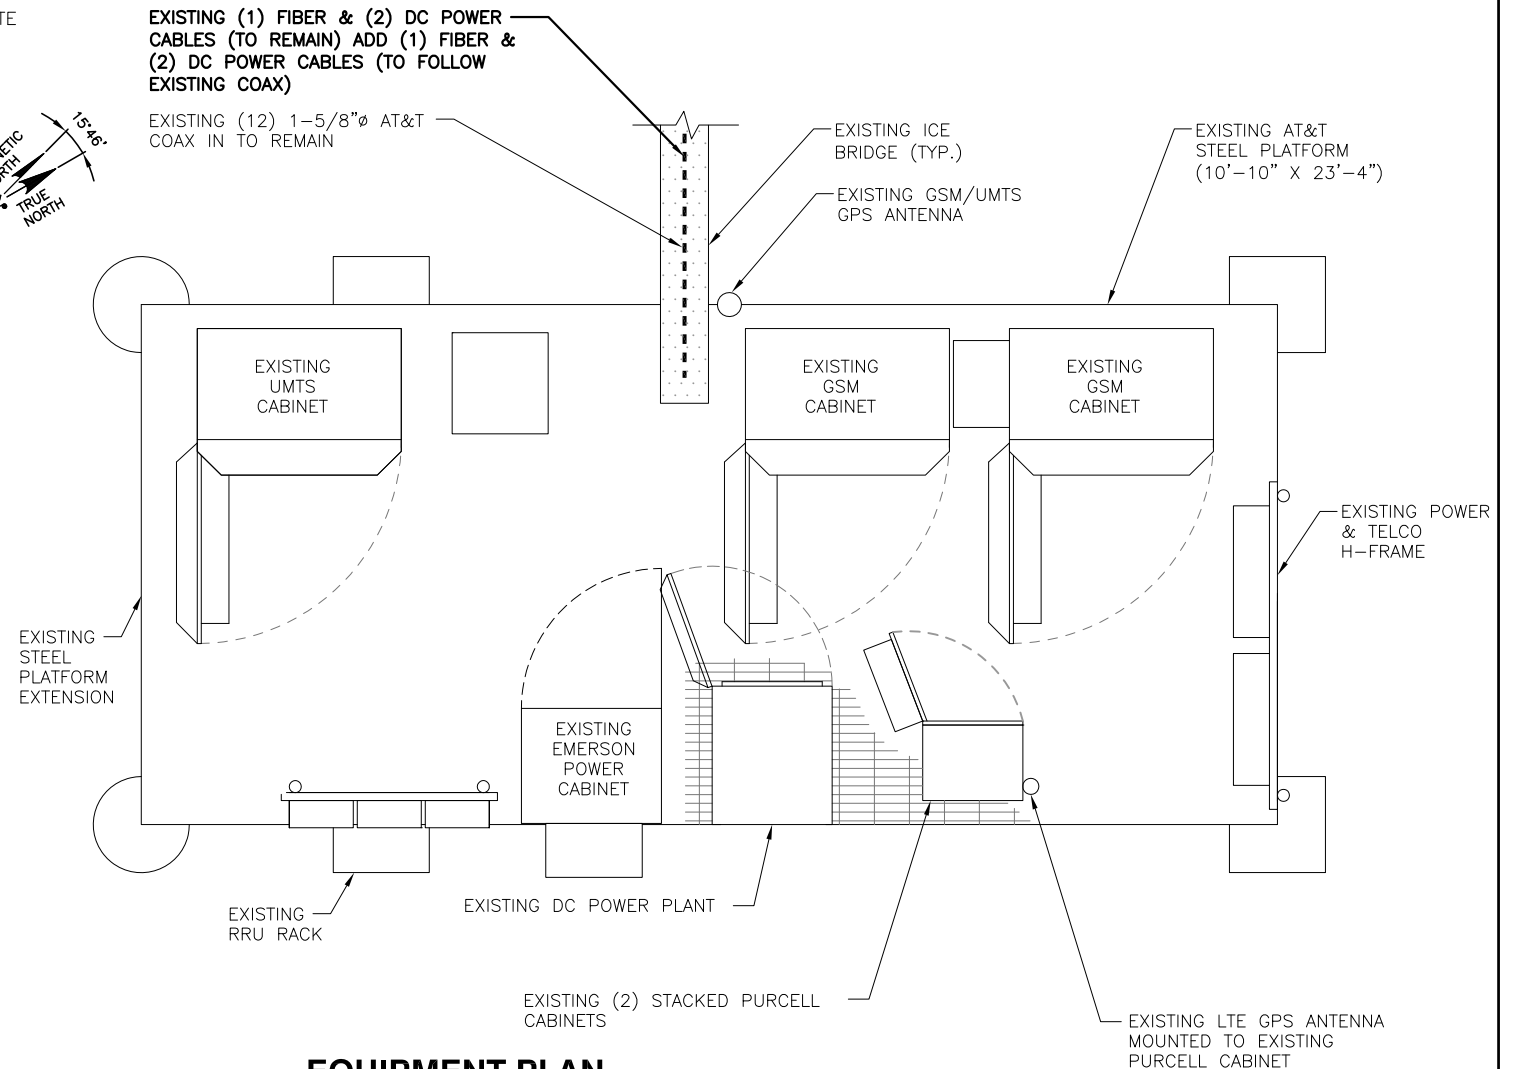 TE
EXISTING (1) FIBER & (2) DC POWER
CABLES (TO REMAIN) ADD (1) FIBER &
(2) DC POWER CABLES (TO FOLLOW
EXISTING COAX)
EXISTING (12) 1-5/8"ø AT&T
COAX IN TO REMAIN
15°46'
TRUE
NORTH
EXISTING ICE
BRIDGE (TYP.)
EXISTING GSM/UMTS
GPS ANTENNA
EXISTING AT&T
STEEL PLATFORM
(10'-10" X 23'-4")
EXISTING
UMTS
CABINET
EXISTING
GSM
CABINET
EXISTING
GSM
CABINET
EXISTING POWER
& TELCO
H-FRAME
EXISTING
STEEL
PLATFORM
EXTENSION
EXISTING
EMERSON
POWER
CABINET
EXISTING
RRU RACK
EXISTING DC POWER PLANT
EXISTING (2) STACKED PURCELL
CABINETS
EXISTING LTE GPS ANTENNA
MOUNTED TO EXISTING
PURCELL CABINET
EQUIPMENT PLAN